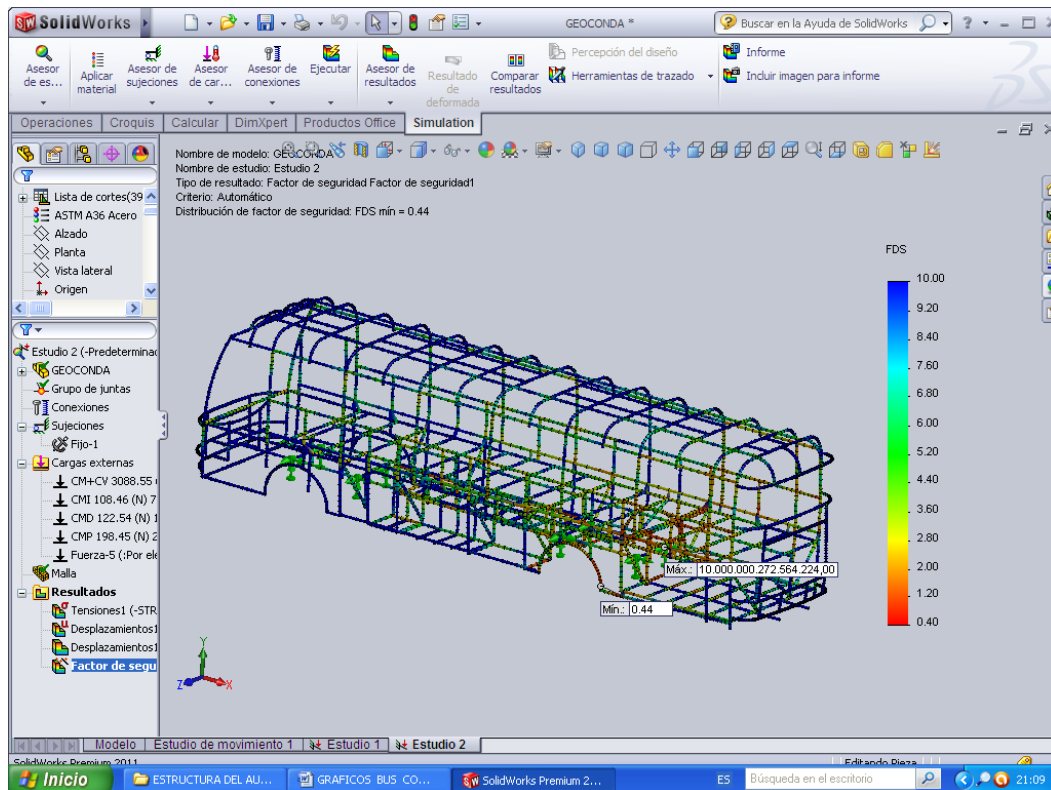 SolidWorks
GEOCONDA *
Buscar en la Ayuda de SolidWorks
Asesor de es...
Aplicar material
Asesor de sujeciones
Asesor de car...
Asesor de conexiones
Ejecutar
Asesor de resultados
Resultado de deformada
Comparar resultados
Percepción del diseño
Herramientas de trazado
Informe
Incluir imagen para informe
Operaciones
Croquis
Calcular
DimXpert
Productos Office
Simulation
Nombre de modelo: GEOCONDA
Nombre de estudio: Estudio 2
Tipo de resultado: Factor de seguridad Factor de seguridad1
Criterio: Automático
Distribución de factor de seguridad: FDS mín = 0.44
Lista de cortes(39
ASTM A36 Acero
Alzado
Planta
Vista lateral
Origen
Estudio 2 (-Predeterminac
GEOCONDA
Grupo de juntas
Conexiones
Sujeciones
Fijo-1
Cargas externas
CM+CV 3088.55
CMI 108.46 (N) 7
CMD 122.54 (N) 1
CMP 198.45 (N) 2
Fuerza-5 (:Por ele
Malla
Resultados
Tensiones1 (-STR
Desplazamientos1
Desplazamientos1
Factor de segu
FDS
10.00
9.20
8.40
7.60
6.80
6.00
5.20
4.40
3.60
2.80
2.00
1.20
0.40
Máx.: 10.000.000.272.564.224,00
Mín.: 0.44
Y
Z
X
Modelo
Estudio de movimiento 1
Estudio 1
Estudio 2
SolidWorks Premium 2011
Editando Pieza
Inicio
ESTRUCTURA DEL AU...
GRAFICOS BUS CO...
SolidWorks Premium 2...
ES
Búsqueda en el escritorio
21:09